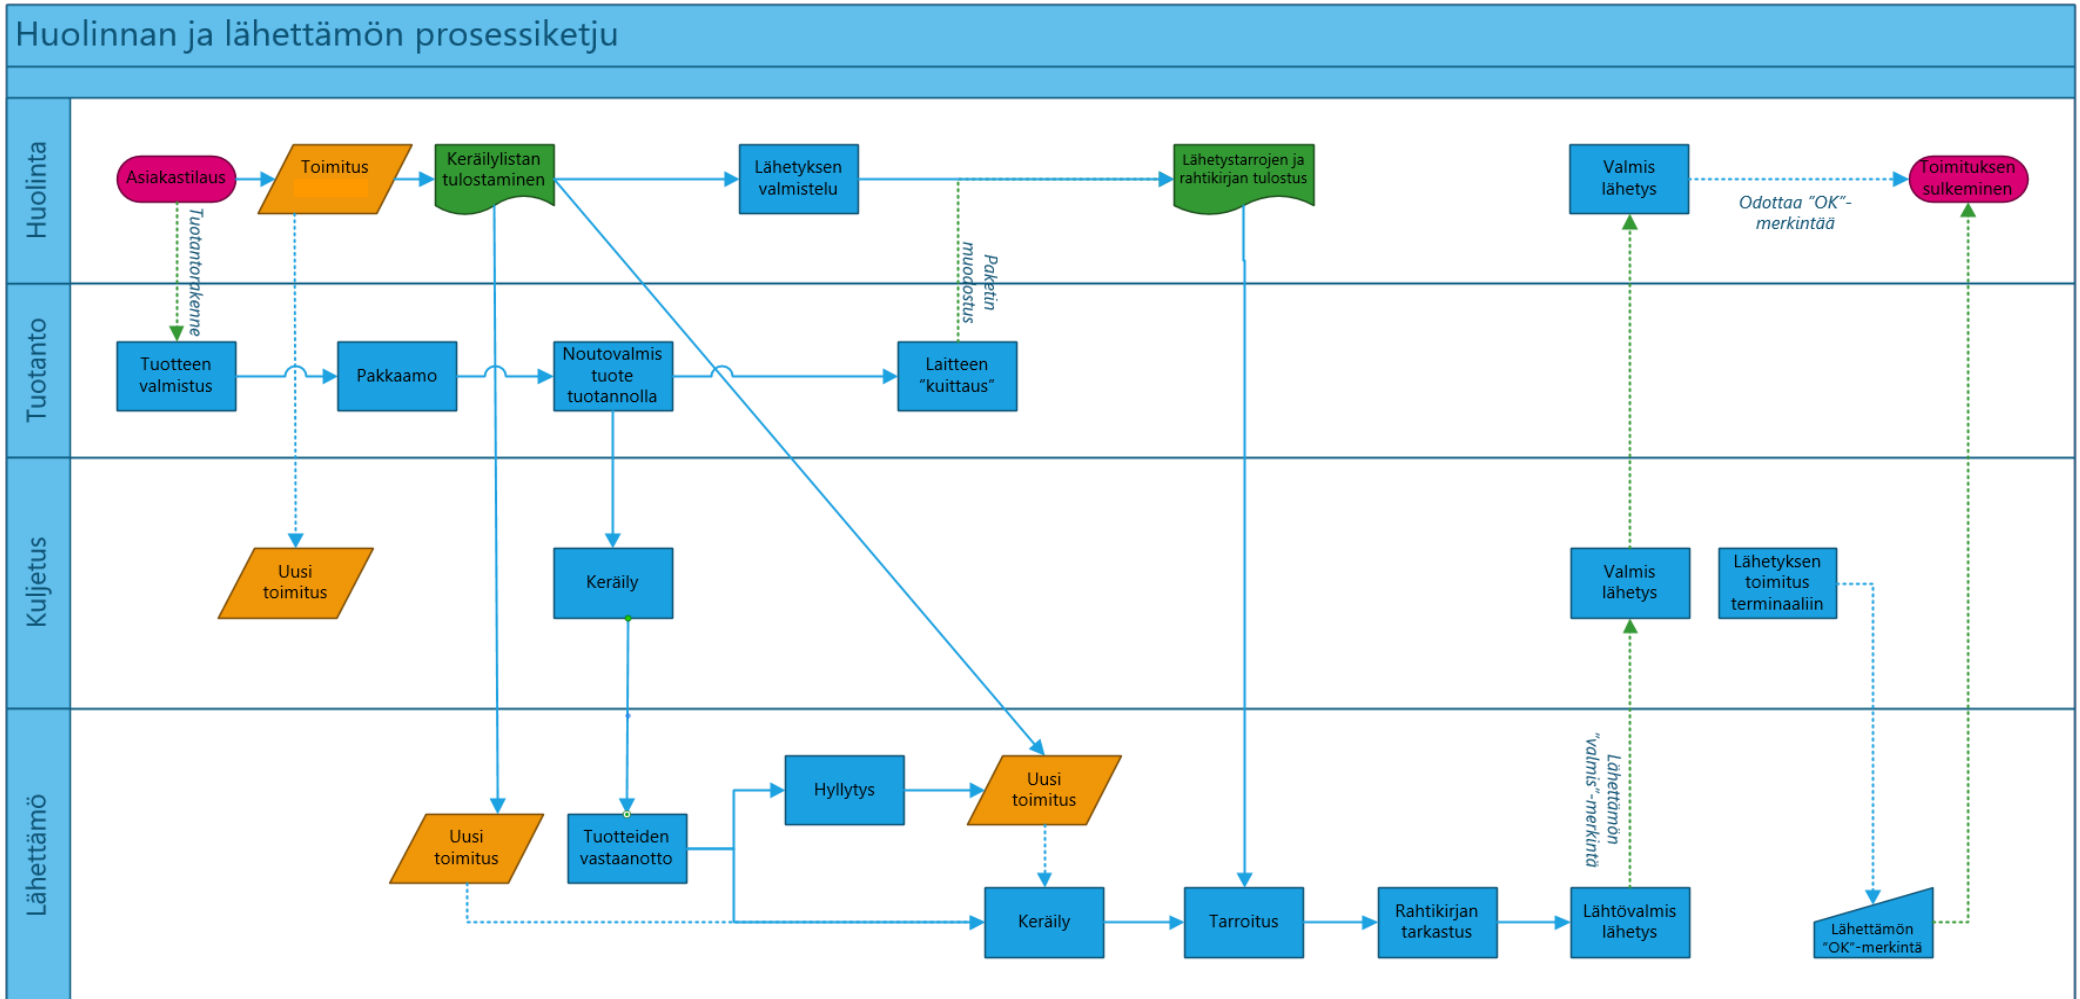 Huolinnan ja lähettämön prosessiketju
Huolinta
Asiakastilaus
Toimitus
Keräilylistan
tulostaminen
Lähetyksen
valmistelu
Lähetystarrojen ja
rahtikirjan tulostus
Valmis
lähetys
Odottaa "OK"-
merkintää
Toimituksen
sulkeminen
Tuotantorakenne
Paketin
muodostus
Tuotanto
Tuotteen
valmistus
Pakkaamo
Noutovalmis
tuote
tuotannolla
Laitteen
"kuittaus"
Kuljetus
Uusi
toimitus
Keräily
Valmis
lähetys
Lähetyksen
toimitus
terminaaliin
Lähettämö
Uusi
toimitus
Tuotteiden
vastaanotto
Hyllytys
Uusi
toimitus
Lähettämön
"valmis"-merkintä
Keräily
Tarroitus
Rahtikirjan
tarkastus
Lähtövalmis
lähetys
Lähettämön
"OK"-merkintä